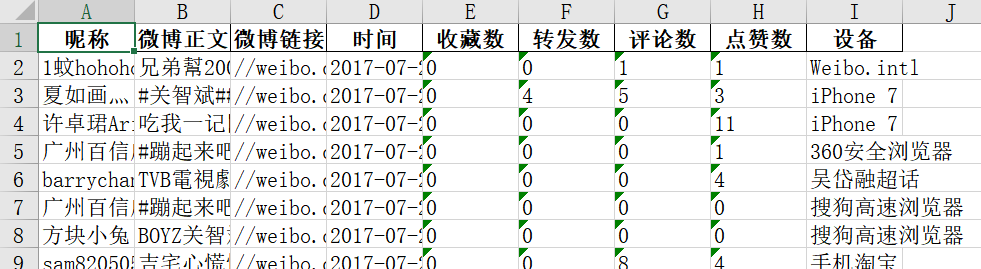 A B C D E F G H I J
1 昵称 微博正文 微博链接 时间 收藏数 转发数 评论数 点赞数 设备
2 1蚊hohoho 兄弟幫200 //weibo.c 2017-07-2 0 0 1 1 Weibo.intl
3 夏如画灬 #关智斌## //weibo.c 2017-07-2 0 4 5 3 iPhone 7
4 许卓珺Ari 吃我一记 //weibo.c 2017-07-2 0 0 0 11 iPhone 7
5 广州百信 #蹦起来吧 //weibo.c 2017-07-2 0 0 0 1 360安全浏览器
6 barrychan TVB電視劇 //weibo.c 2017-07-2 0 0 0 4 吴岱融超话
7 广州百信 #蹦起来吧 //weibo.c 2017-07-2 0 0 0 0 搜狗高速浏览器
8 方块小兔 BOYZ关智 //weibo.c 2017-07-2 0 0 0 0 搜狗高速浏览器
9 sam820505 吉宅心慌 //weibo.c 2017-07-2 0 0 8 4 手机淘宝